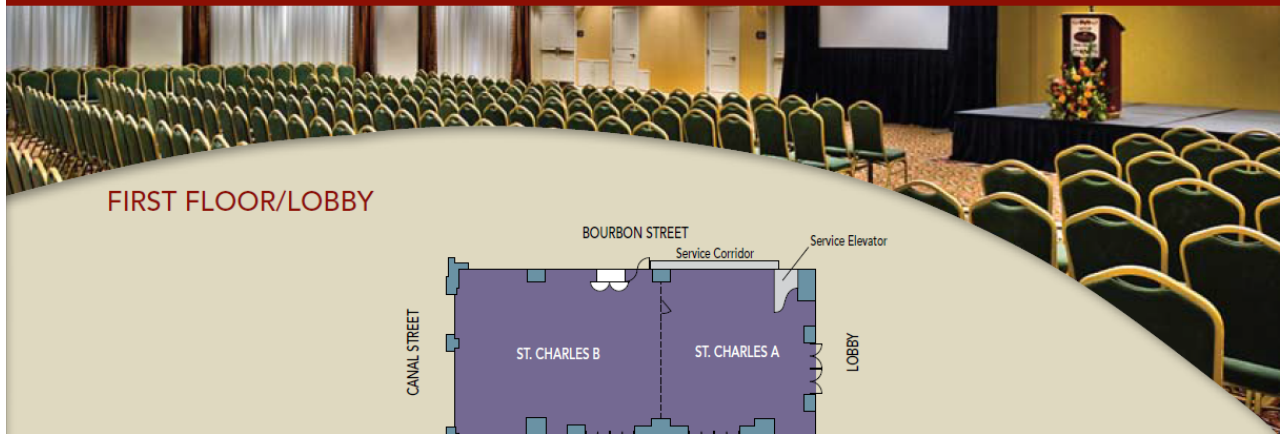 FIRST FLOOR/LOBBY
BOURBON STREET
Service Corridor
Service Elevator
CANAL STREET
ST. CHARLES B
ST. CHARLES A
LOBBY